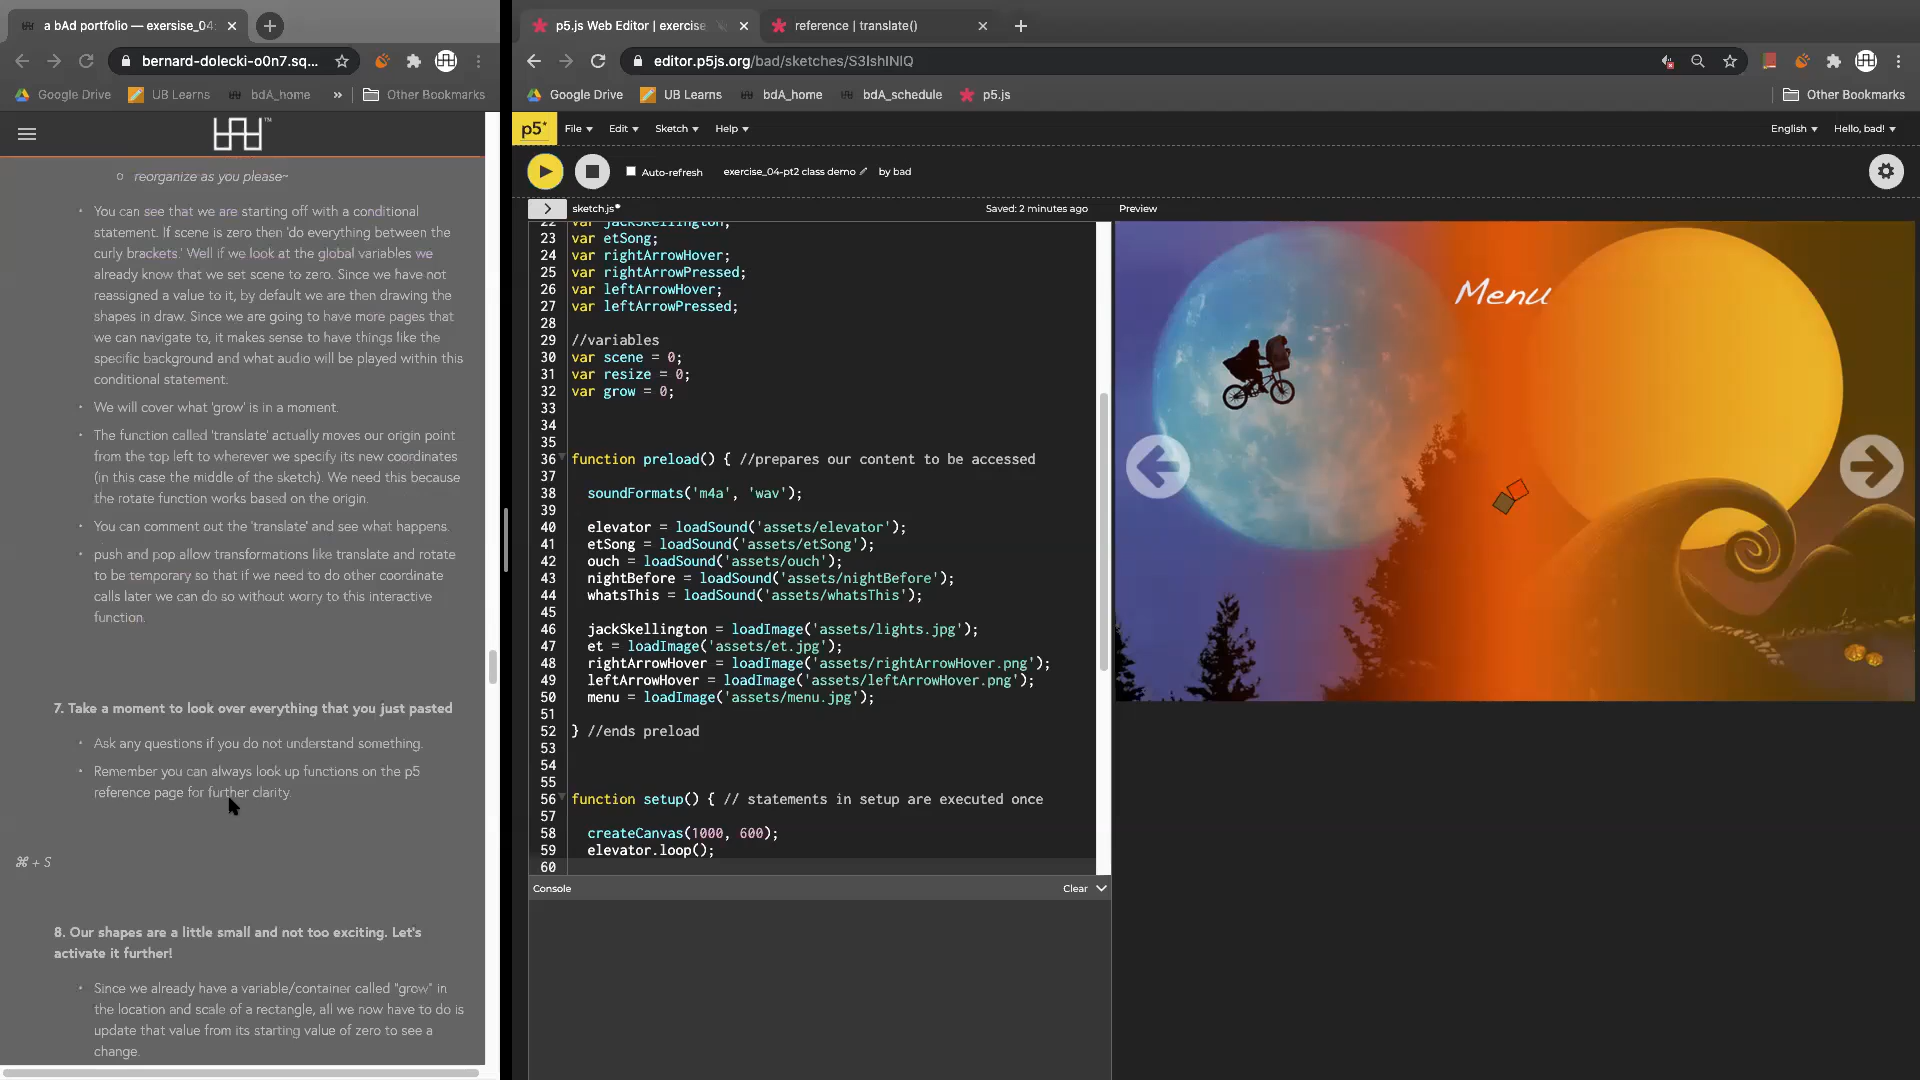 a bAd portfolio — exersise_04:
bernard-dolecki-o0n7.sq...
Google Drive
UB Learns
bdA_home
»
Other Bookmarks
TM
reorganize as you please~
You can see that we are starting off with a conditional
statement. If scene is zero then 'do everything between the
curly brackets.' Well if we look at the global variables we
already know that we set scene to zero. Since we have not
reassigned a value to it, by default we are then drawing the
shapes in draw. Since we are going to have more pages that
we can navigate to, it makes sense to have things like the
specific background and what audio will be played within this
conditional statement.
We will cover what 'grow' is in a moment.
The function called 'translate' actually moves our origin point
from the top left to wherever we specify its new coordinates
(in this case the middle of the sketch). We need this because
the rotate function works based on the origin.
You can comment out the 'translate' and see what happens.
push and pop allow transformations like translate and rotate
to be temporary so that if we need to do other coordinate
calls later we can do so without worry to this interactive
function.
7. Take a moment to look over everything that you just pasted
Ask any questions if you do not understand something.
Remember you can always look up functions on the p5
reference page for further clarity.
⌘ + S
8. Our shapes are a little small and not too exciting. Let's
activate it further!
Since we already have a variable/container called "grow" in
the location and scale of a rectangle, all we now have to do is
update that value from its starting value of zero to see a
change.
p5.js Web Editor | exercise
reference | translate()
editor.p5js.org/bad/sketches/S3IshINlQ
Google Drive
UB Learns
bdA_home
bdA_schedule
p5.js
Other Bookmarks
p5*
File
Edit
Sketch
Help
English
Hello, bad!
Auto-refresh
exercise_04-pt2 class demo
by bad
sketch.js*
Saved: 2 minutes ago
Preview
22 var jackSkellington;
23 var etSong;
24 var rightArrowHover;
25 var rightArrowPressed;
26 var leftArrowHover;
27 var leftArrowPressed;
28
29 //variables
30 var scene = 0;
31 var resize = 0;
32 var grow = 0;
33
34
35
36 function preload() { //prepares our content to be accessed
37
38 soundFormats('m4a', 'wav');
39
40 elevator = loadSound('assets/elevator');
41 etSong = loadSound('assets/etSong');
42 ouch = loadSound('assets/ouch');
43 nightBefore = loadSound('assets/nightBefore');
44 whatsThis = loadSound('assets/whatsThis');
45
46 jackSkellington = loadImage('assets/lights.jpg');
47 et = loadImage('assets/et.jpg');
48 rightArrowHover = loadImage('assets/rightArrowHover.png');
49 leftArrowHover = loadImage('assets/leftArrowHover.png');
50 menu = loadImage('assets/menu.jpg');
51
52 } //ends preload
53
54
55
56 function setup() { // statements in setup are executed once
57
58 createCanvas(1000, 600);
59 elevator.loop();
60
Console
Clear
Menu